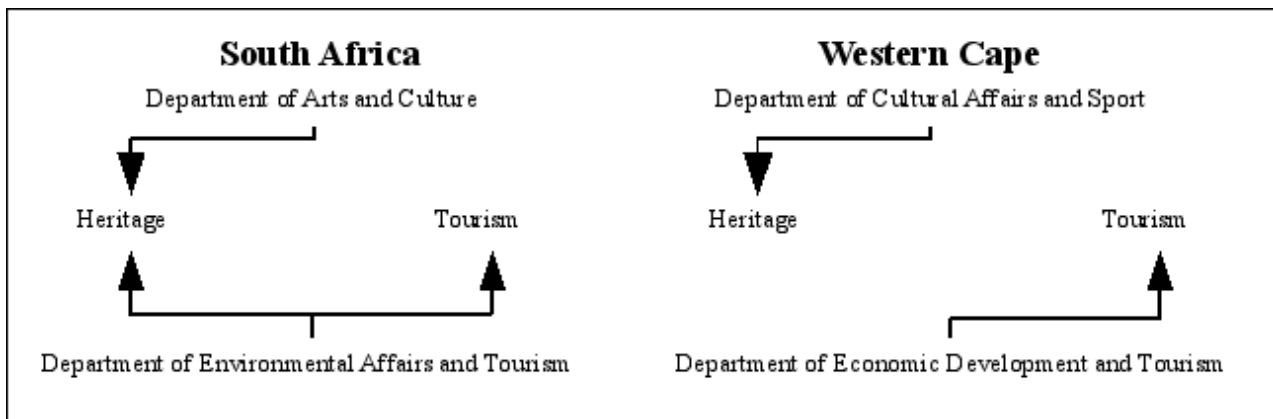 South Africa
Department of Arts and Culture
Heritage
Tourism
Department of Environmental Affairs and Tourism
Western Cape
Department of Cultural Affairs and Sport
Heritage
Tourism
Department of Economic Development and Tourism